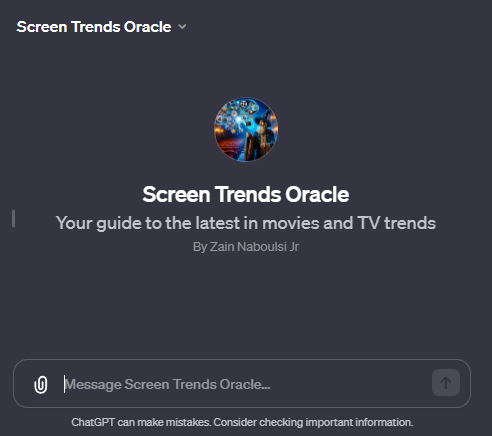 Screen Trends Oracle
Screen Trends Oracle
Your guide to the latest in movies and TV trends
By Zain Naboulsi Jr
Message Screen Trends Oracle...
ChatGPT can make mistakes. Consider checking important information.